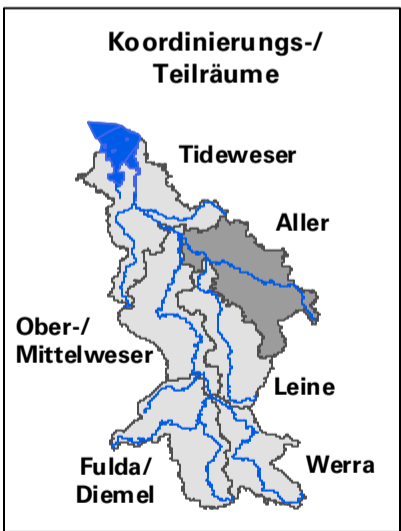 Koordinierungs-/
Teilräume
Tideweser
Aller
Ober-/
Mittelweser
Leine
Fulda/
Diemel
Werra